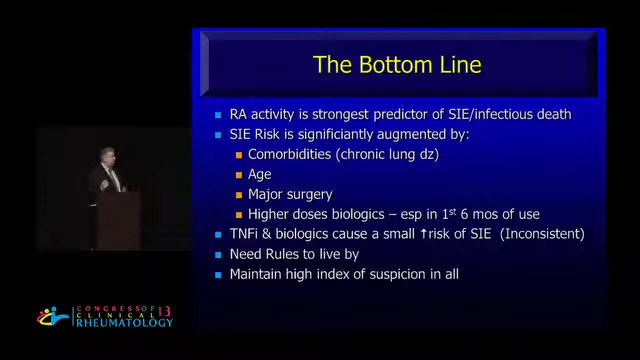 The Bottom Line
RA activity is strongest predictor of SIE/infectious death
SIE Risk is significiantly augmented by:
Comorbidities (chronic lung dz)
Age
Major surgery
Higher doses biologics – esp in 1st 6 mos of use
TNFi & biologics cause a small ↑risk of SIE (Inconsistent)
Need Rules to live by
Maintain high index of suspicion in all
CONGRESS OF 13
CLINICAL
RHEUMATOLOGY